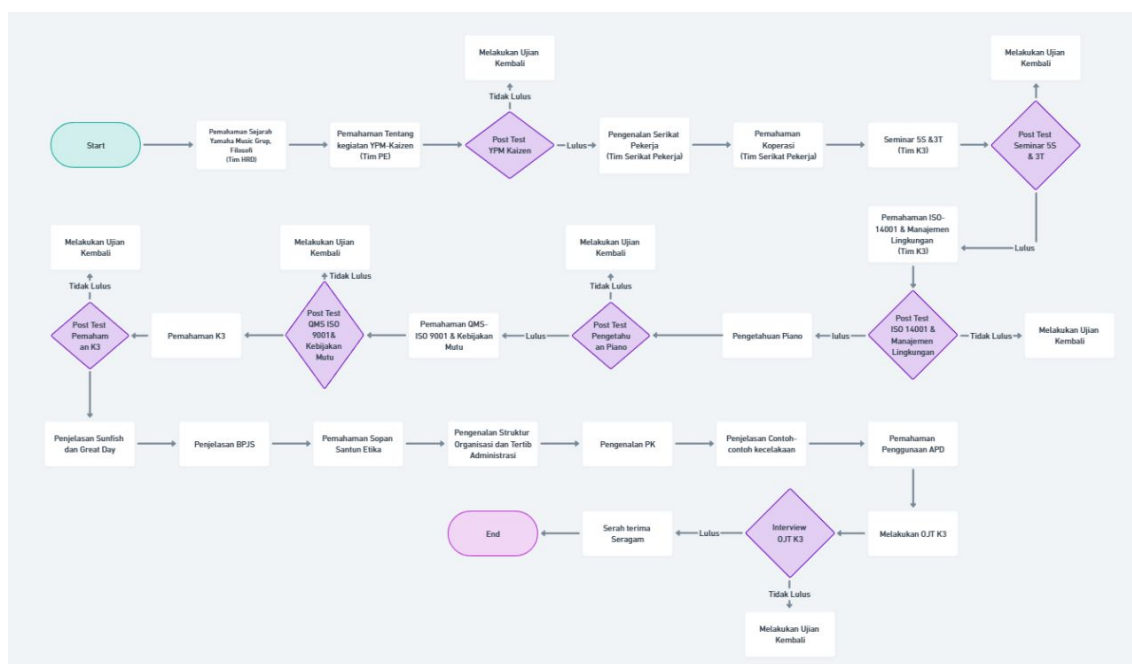 Melakukan Ujian
Kembali
Melakukan Ujian
Kembali
Tidak Lulus
Start
Pemahaman Sejarah
Yamaha Music Grup,
Filosofi
(Tim HRD)
Pemahaman Tentang
kegiatan YPM-Kaizen
(Tim PE)
Post Test
YPM Kaizen
Lulus
Pengenalan Serikat
Pekerja
(Tim Serikat Pekerja)
Pemahaman
Koperasi
(Tim Serikat Pekerja)
Seminar 5S &3T
(Tim K3)
Post Test
Seminar 5S
& 3T
Pemahaman ISO-
14001 & Manajemen
Lingkungan
(Tim K3)
Lulus
Melakukan Ujian
Kembali
Melakukan Ujian
Kembali
Melakukan Ujian
Kembali
Tidak Lulus
Tidak Lulus
Tidak Lulus
Post Test
Pemaham
an K3
Pemahaman K3
Post Test
QMS ISO
9001&
Kebijakan
Mutu
Pemahaman QMS-
ISO 9001 & Kebijakan
Mutu
Lulus
Post Test
Pengetahu
an Piano
Pengetahuan Piano
lulus
Post Test
ISO 14001 &
Manajemen
Lingkungan
Tidak Lulus
Melakukan Ujian
Kembali
Penjelasan Sunfish
dan Great Day
Penjelasan BPJS
Pemahaman Sopan
Santun Etika
Pengenalan Struktur
Organisasi dan Tertib
Administrasi
Pengenalan PK
Penjelasan Contoh-
contoh kecelakaan
Pemahaman
Penggunaan APD
End
Serah terima
Seragam
Lulus
Interview
OJT K3
Melakukan OJT K3
Tidak Lulus
Melakukan Ujian
Kembali